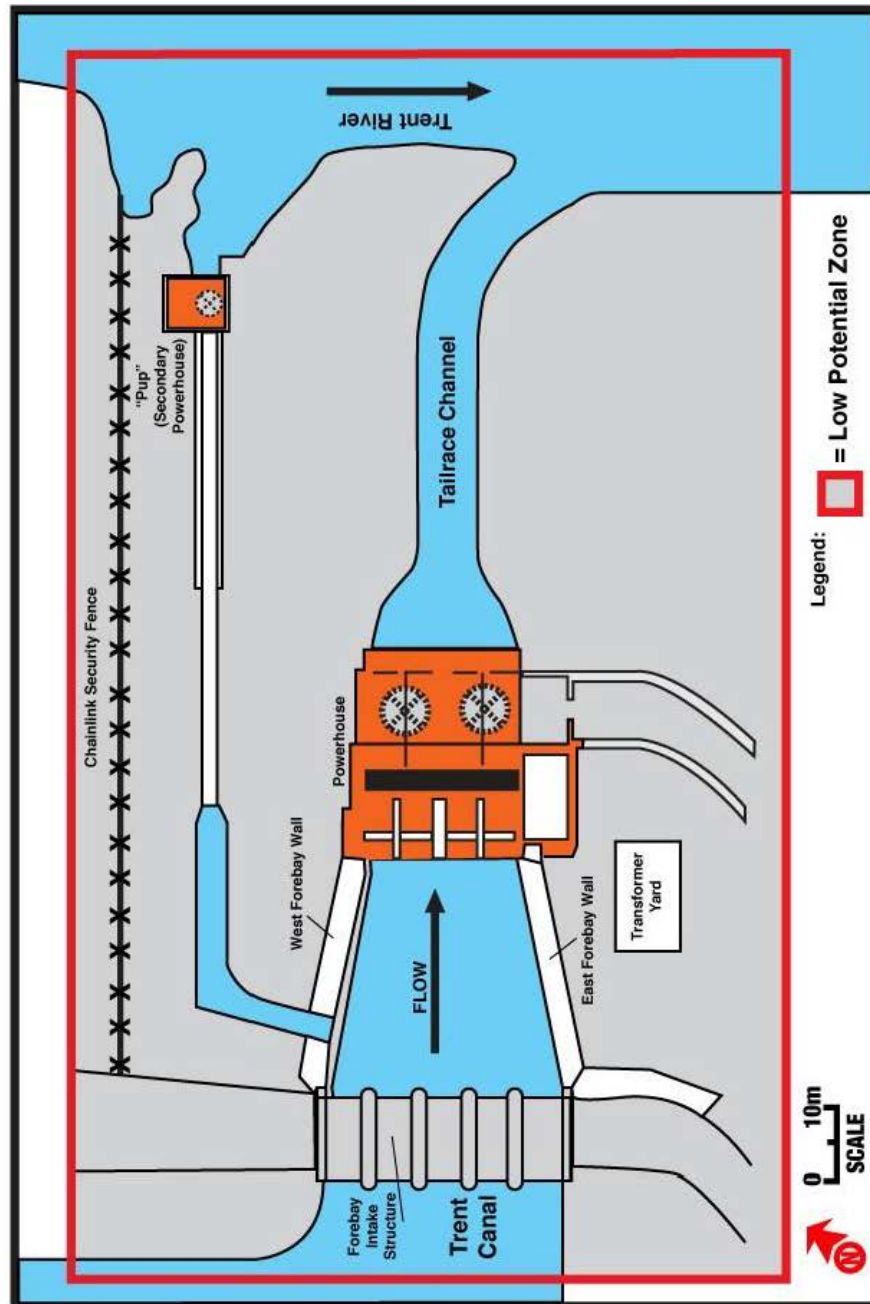 Trent River
"Pup"
(Secondary
Powerhouse)
Chainlink Security Fence
Tailrace Channel
Powerhouse
West Forebay Wall
FLOW
East Forebay Wall
Transformer
Yard
Forebay
Intake
Structure
Trent
Canal
Legend:
= Low Potential Zone
0 10m
SCALE
N